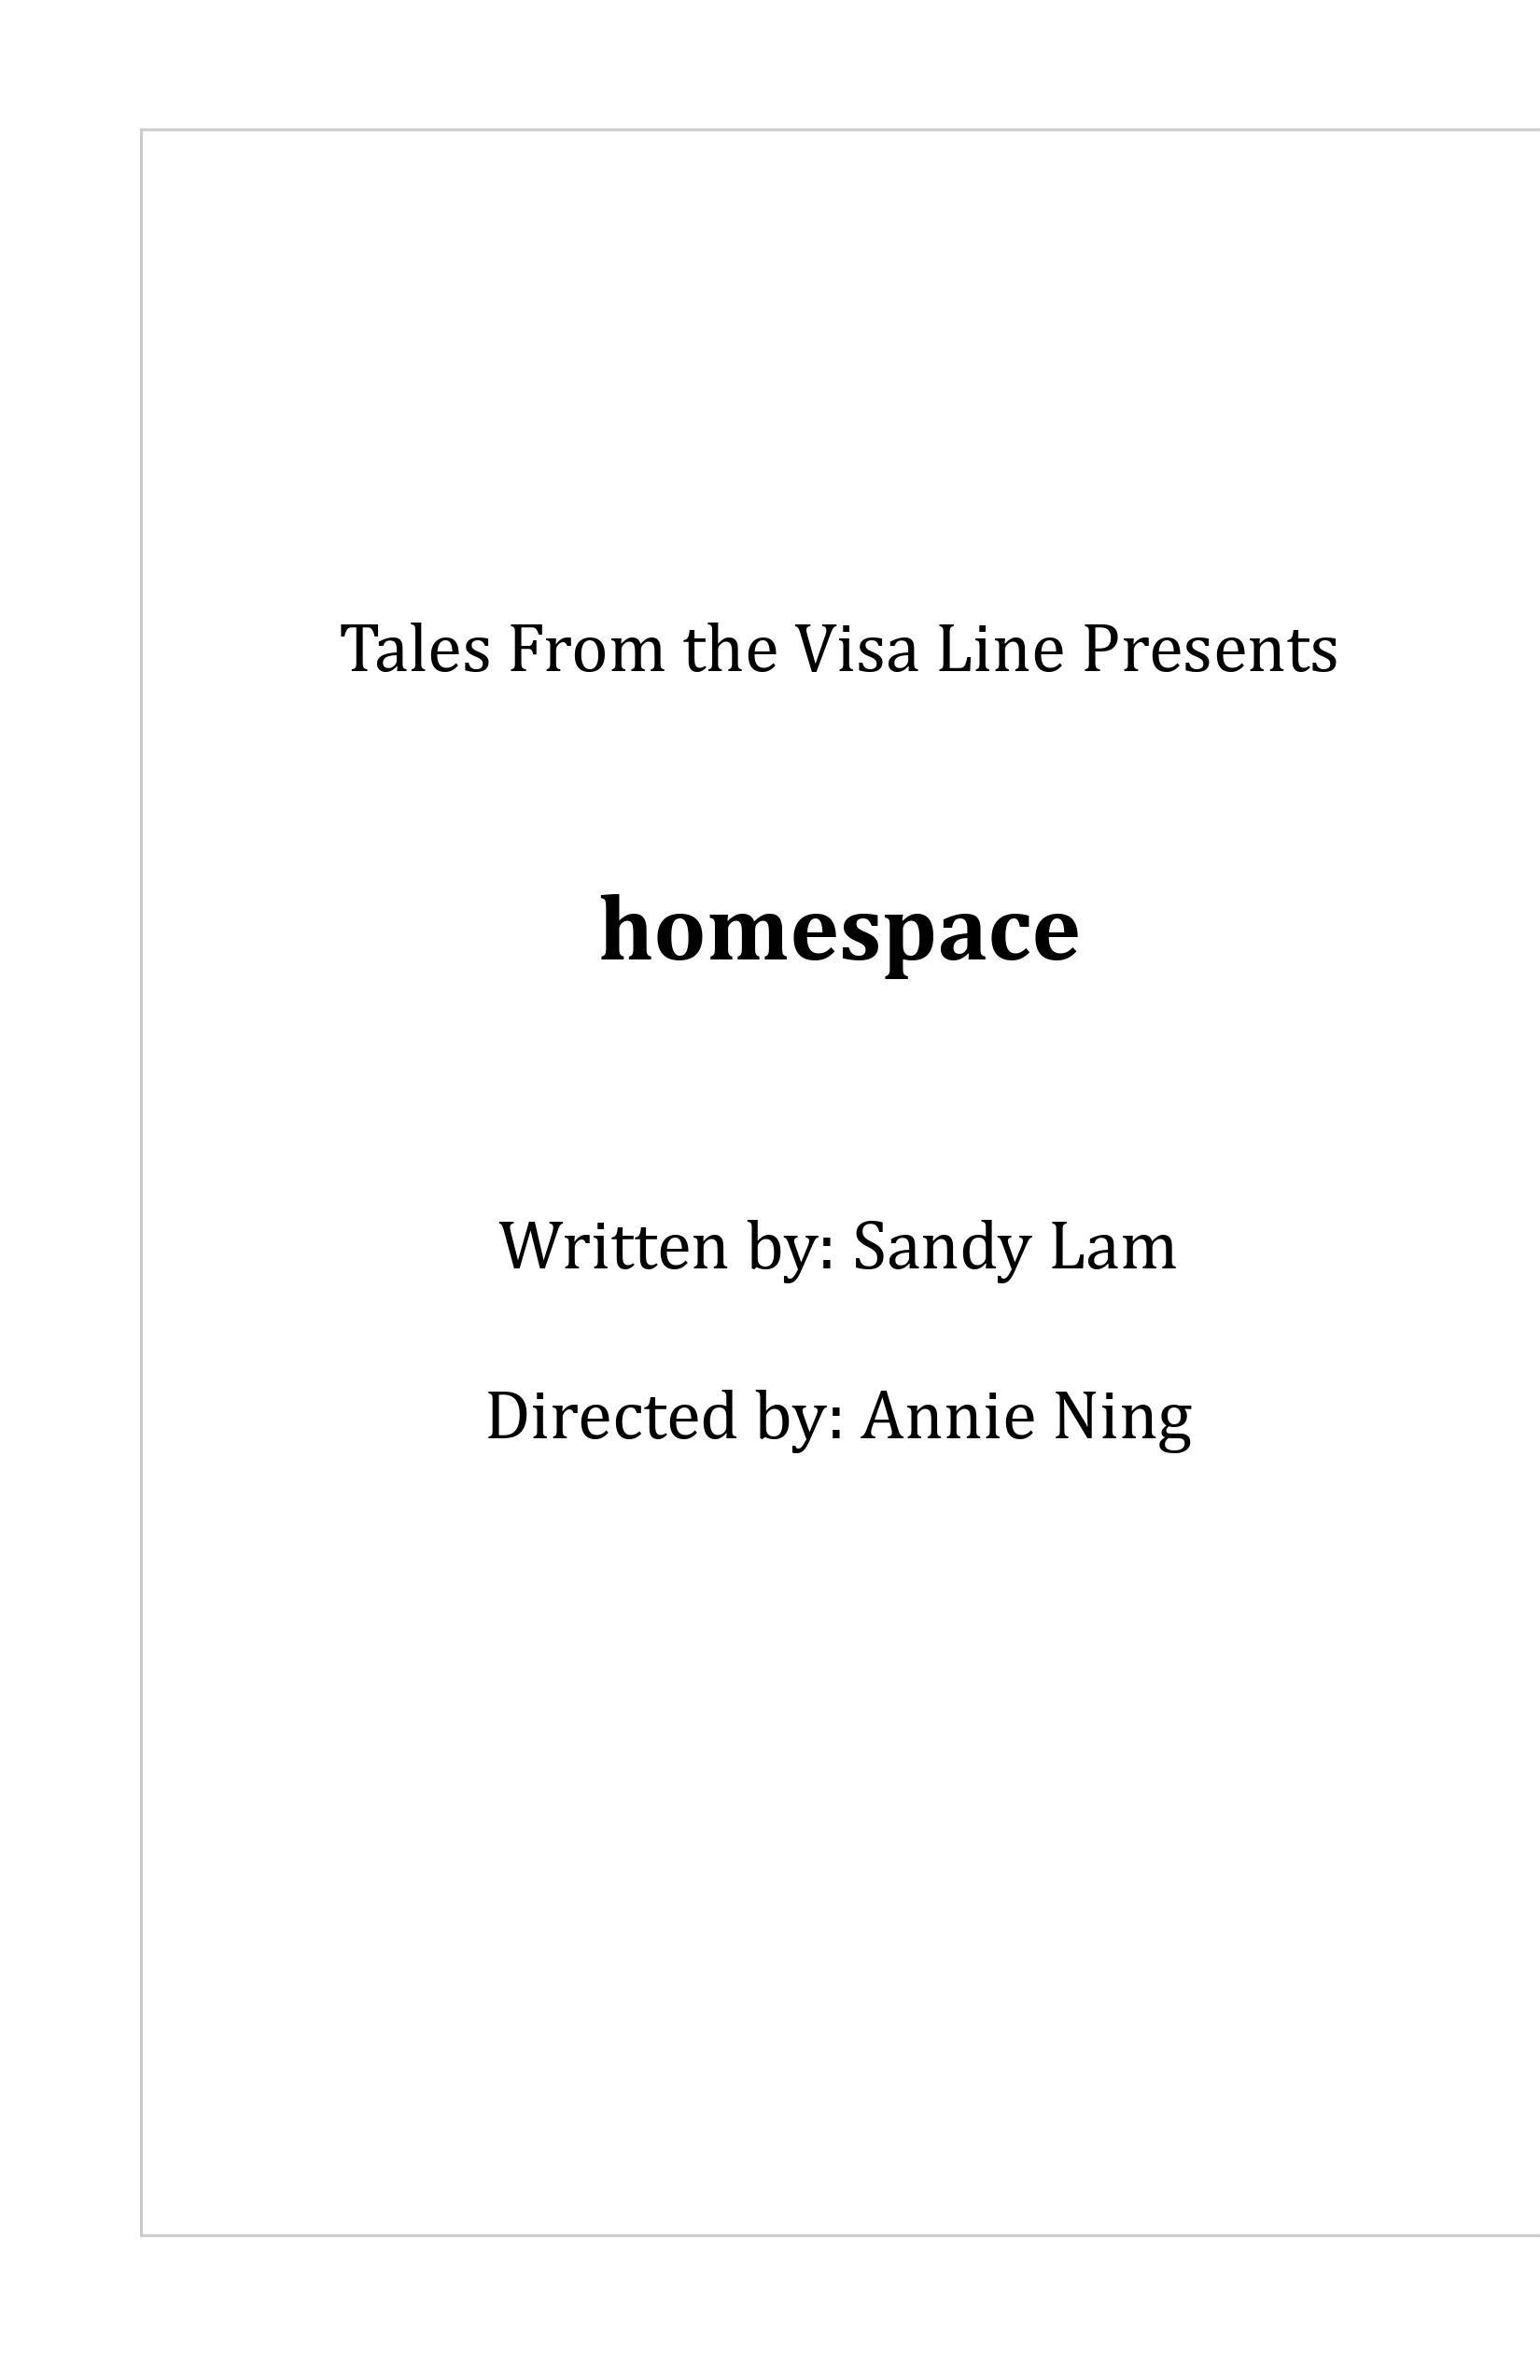 Tales From the Visa Line Presents
homespace
Written by: Sandy Lam
Directed by: Annie Ning